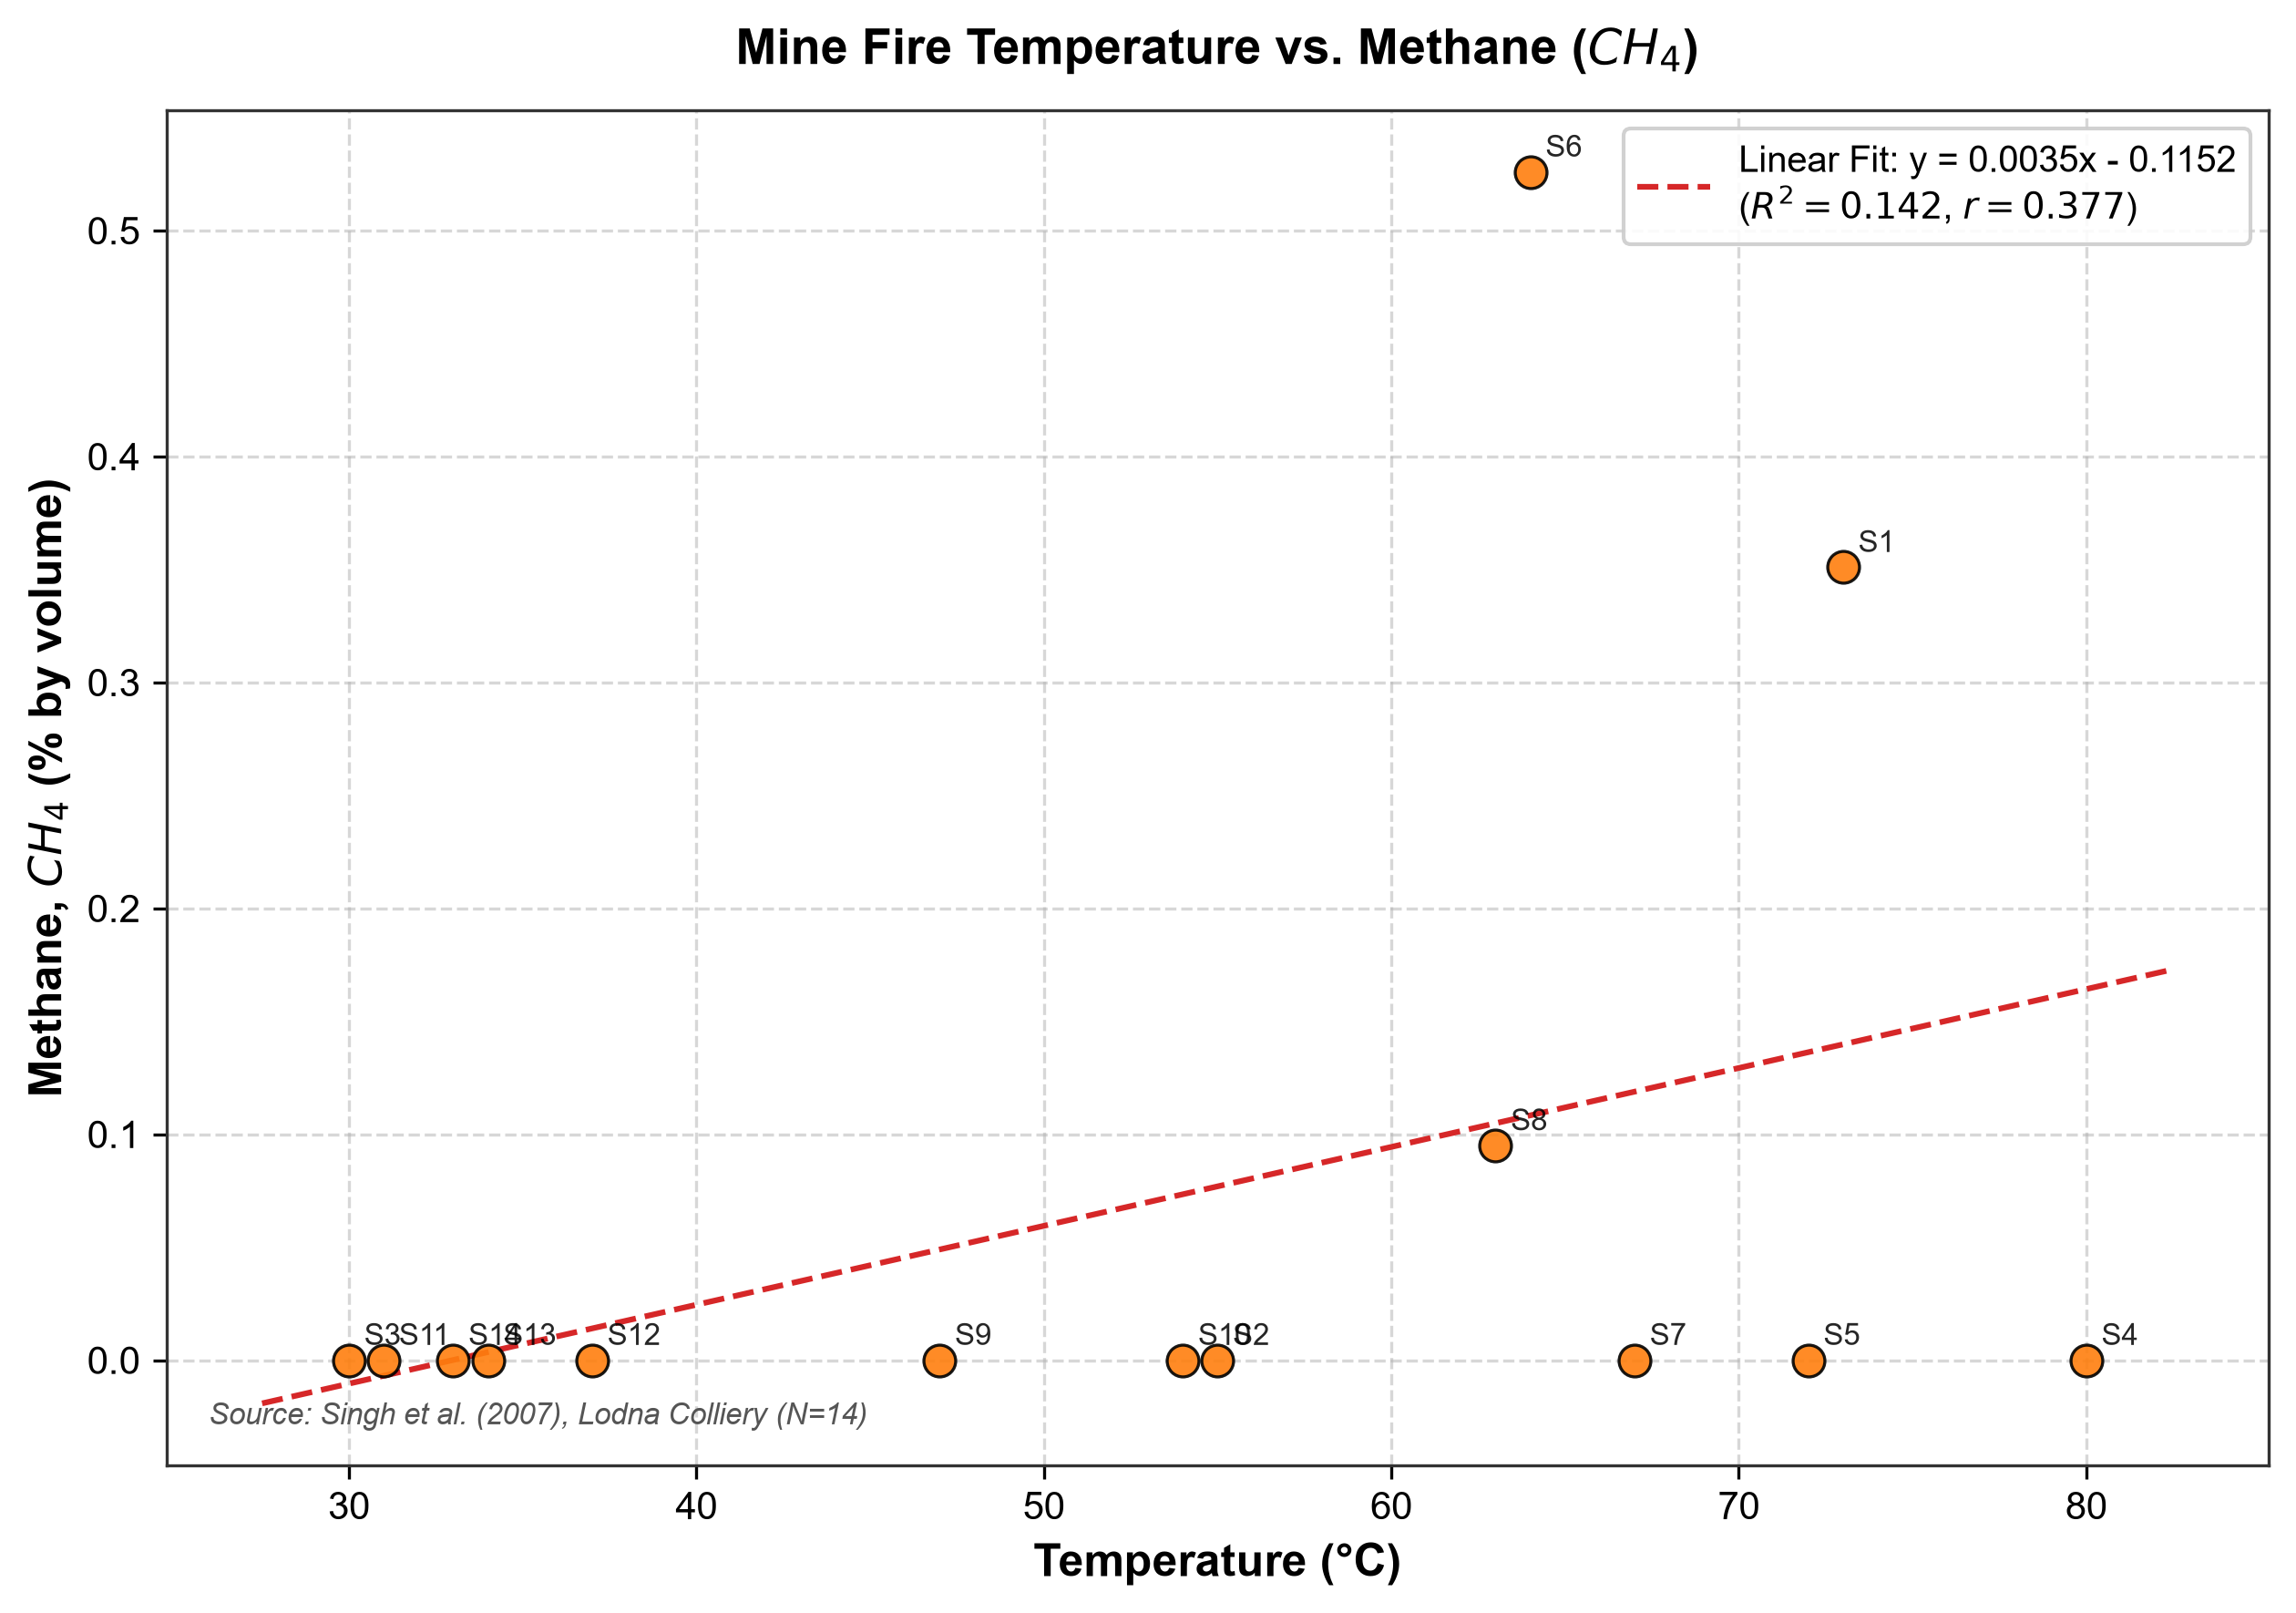 Mine Fire Temperature vs. Methane (CH₄)
Linear Fit: y = 0.0035x - 0.1152
(R² = 0.142, r = 0.377)
Methane, CH₄ (% by volume)
0.5
0.4
0.3
0.2
0.1
0.0
S6
S1
S8
S3
S11
S14
S13
S12
S9
S10
S2
S7
S5
S4
Source: Singh et al. (2007), Lodna Colliery (N=14)
30
40
50
60
70
80
Temperature (°C)